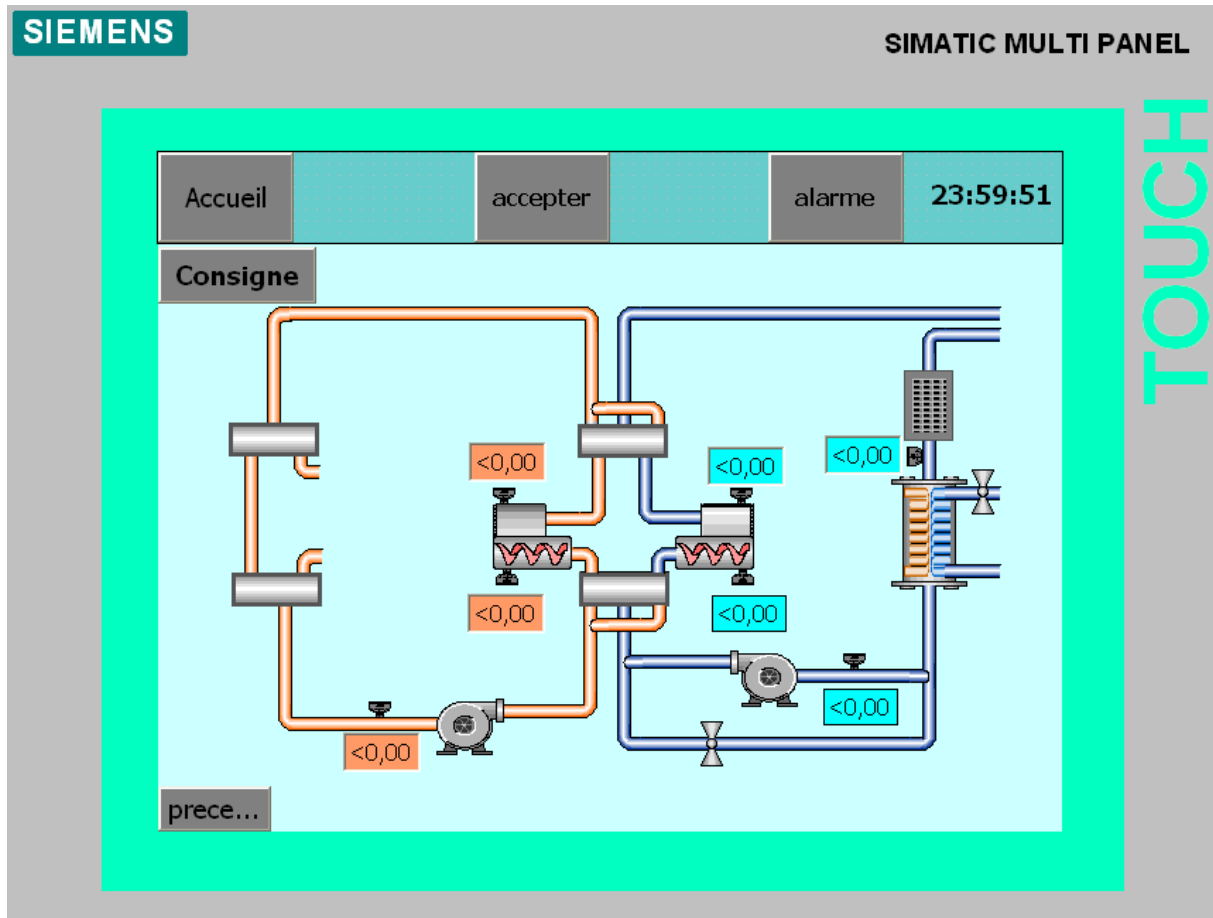 SIEMENS
SIMATIC MULTI PANEL
TOUCH
Accueil
accepter
alarme
23:59:51
Consigne
<0,00
<0,00
<0,00
<0,00
<0,00
<0,00
<0,00
prece...